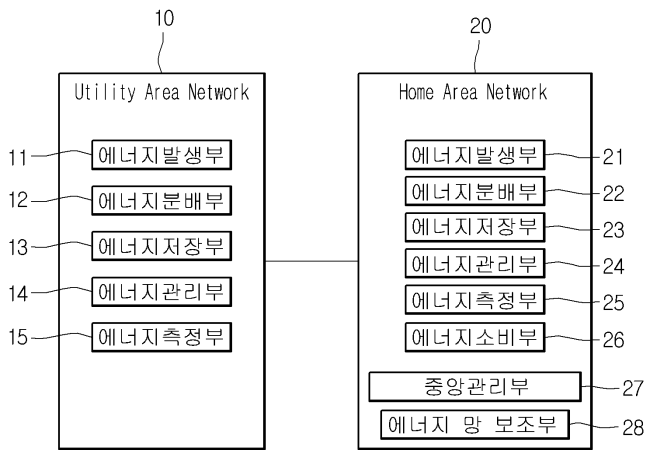 10
20
Utility Area Network
Home Area Network
11 에너지발생부
12 에너지분배부
13 에너지저장부
14 에너지관리부
15 에너지측정부
에너지발생부 21
에너지분배부 22
에너지저장부 23
에너지관리부 24
에너지측정부 25
에너지소비부 26
중앙관리부 27
에너지 망 보조부 28